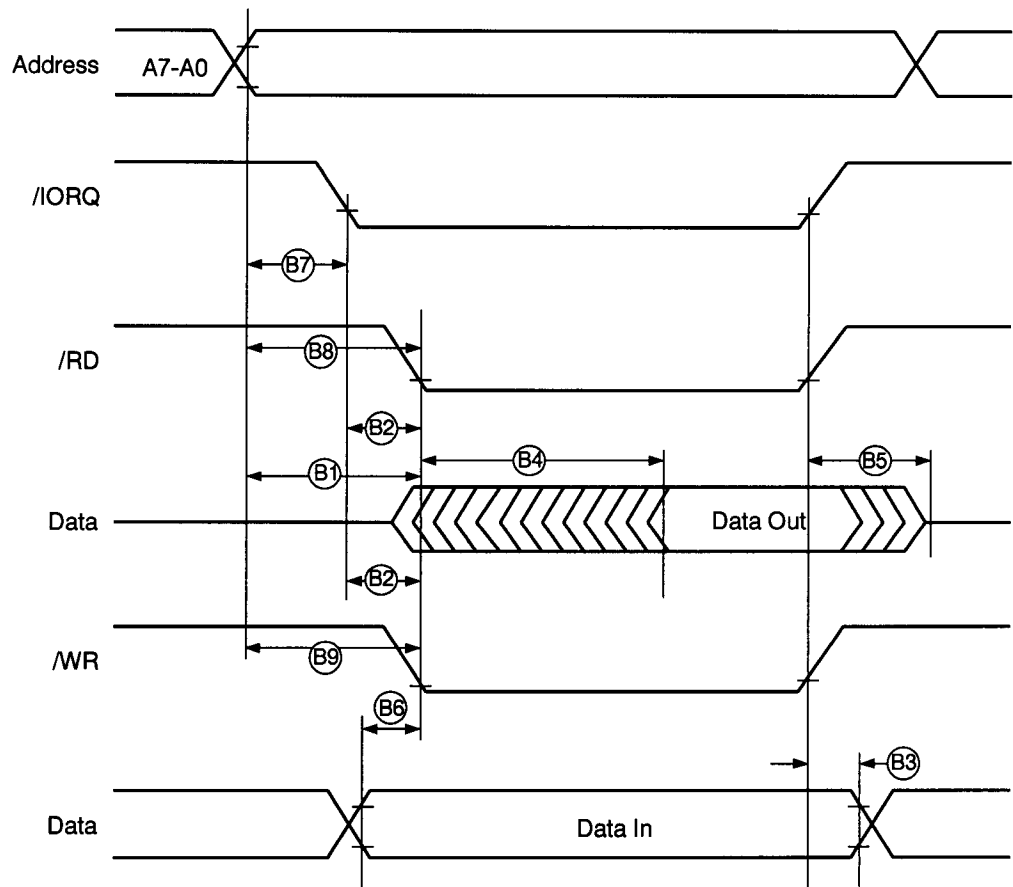 Address A7-A0
/IORQ
B7
/RD
B8
B2
B1 B4 B5
Data Data Out
B2
/WR
B9
B6
B3
Data Data In